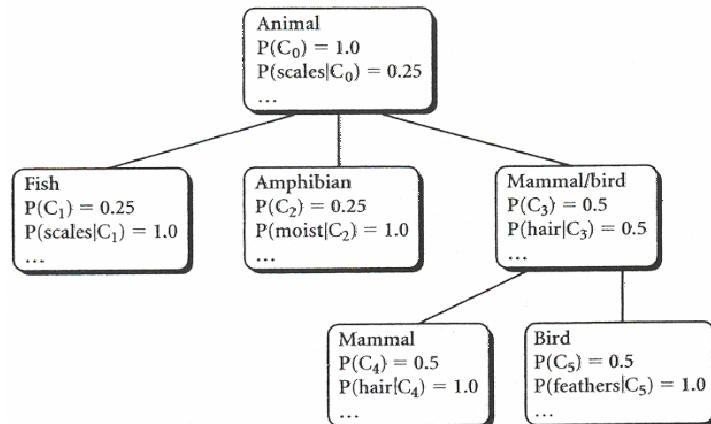 Animal
P(C₀) = 1.0
P(scales|C₀) = 0.25
...
Fish
P(C₁) = 0.25
P(scales|C₁) = 1.0
...
Amphibian
P(C₂) = 0.25
P(moist|C₂) = 1.0
...
Mammal/bird
P(C₃) = 0.5
P(hair|C₃) = 0.5
...
Mammal
P(C₄) = 0.5
P(hair|C₄) = 1.0
...
Bird
P(C₅) = 0.5
P(feathers|C₅) = 1.0
...